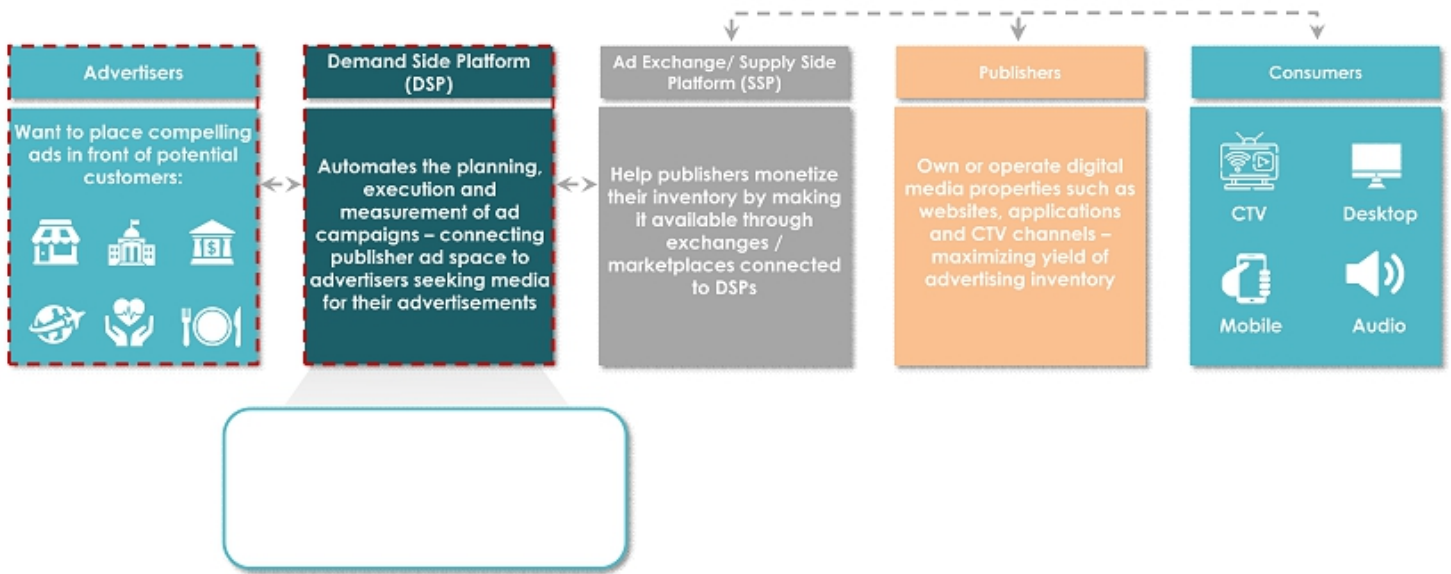 Advertisers
Want to place compelling
ads in front of potential
customers:
$
Demand Side Platform
(DSP)
Automates the planning,
execution and
measurement of ad
campaigns – connecting
publisher ad space to
advertisers seeking media
for their advertisements
Ad Exchange/ Supply Side
Platform (SSP)
Help publishers monetize
their inventory by making
it available through
exchanges /
marketplaces connected
to DSPs
Publishers
Own or operate digital
media properties such as
websites, applications
and CTV channels –
maximizing yield of
advertising inventory
Consumers
CTV
Desktop
Mobile
Audio